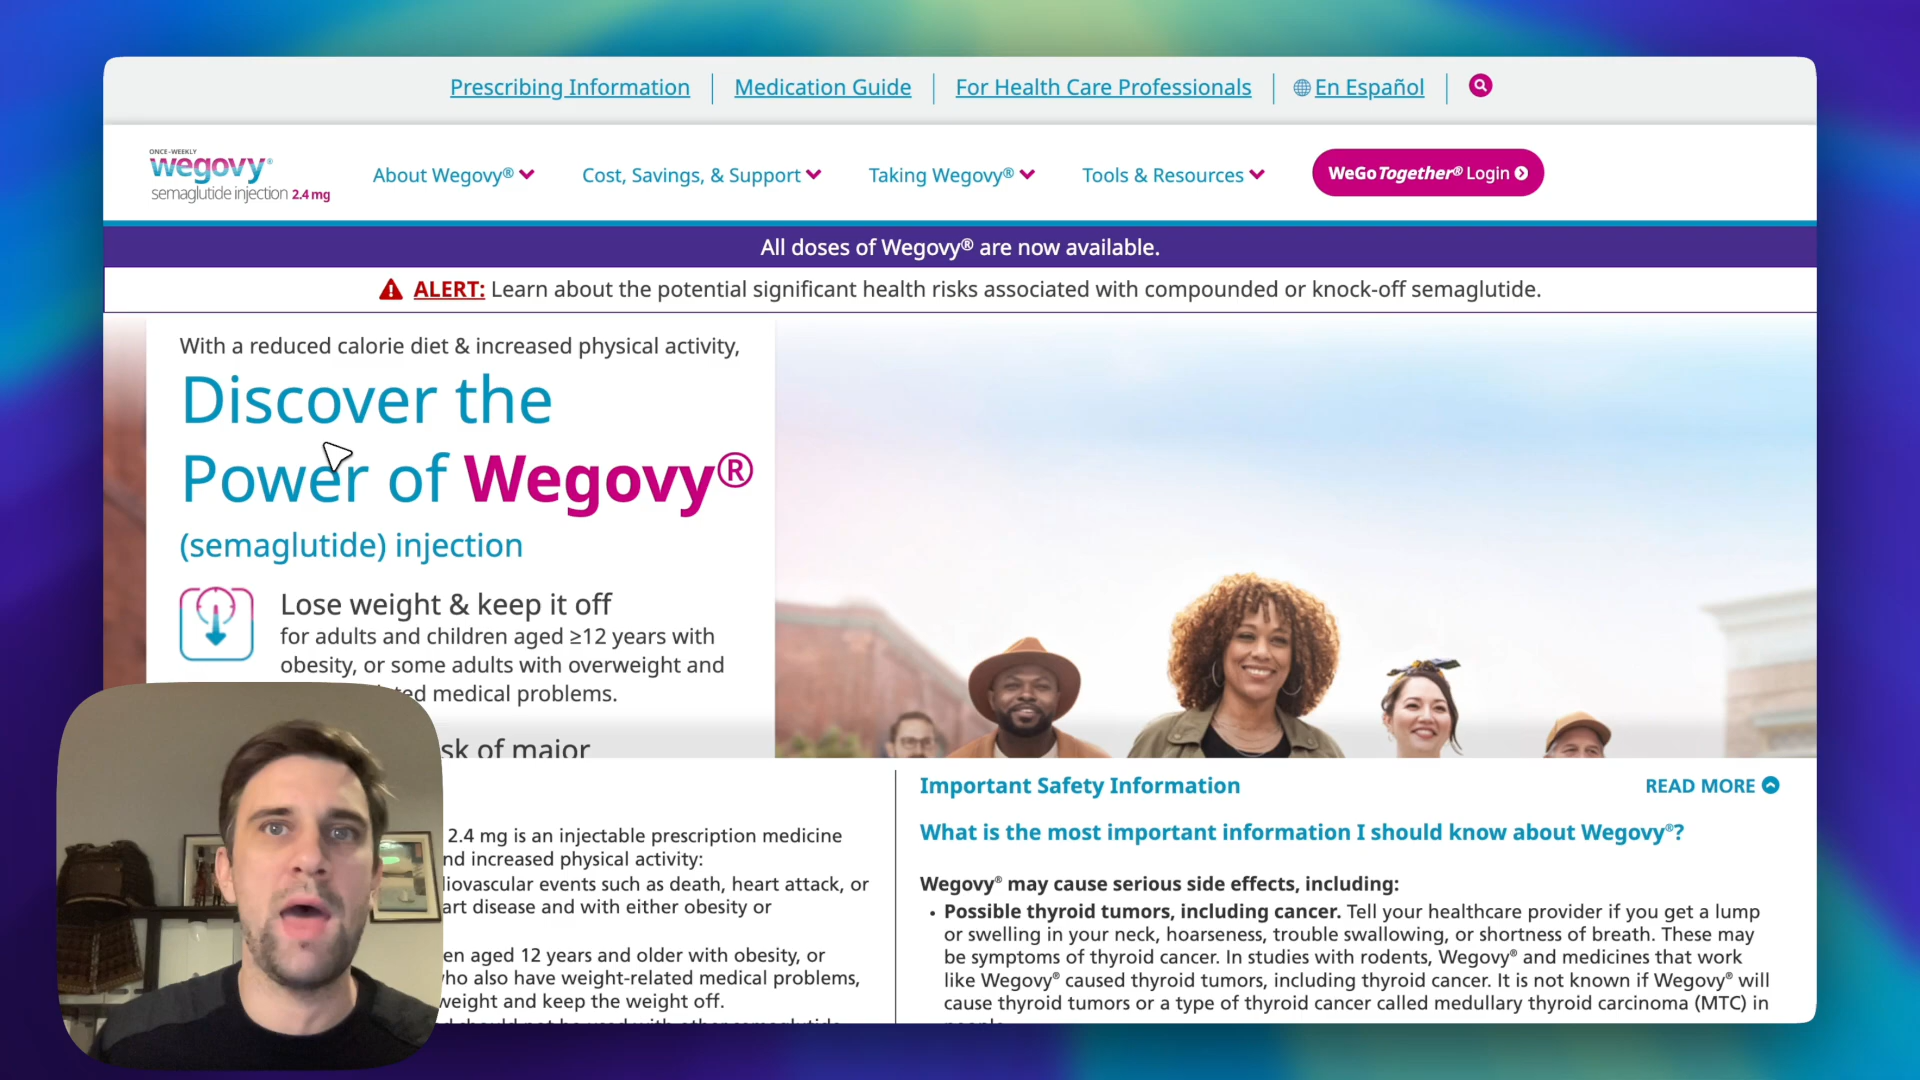 Prescribing Information
Medication Guide
For Health Care Professionals
En Español
ONCE-WEEKLY
wegovy®
semaglutide injection 2.4 mg
About Wegovy®
Cost, Savings, & Support
Taking Wegovy®
Tools & Resources
WeGoTogether® Login
All doses of Wegovy® are now available.
ALERT: Learn about the potential significant health risks associated with compounded or knock-off semaglutide.
With a reduced calorie diet & increased physical activity,
Discover the
Power of Wegovy®
(semaglutide) injection
Lose weight & keep it off
for adults and children aged ≥12 years with
obesity, or some adults with overweight and
medical problems.
of major
2.4 mg is an injectable prescription medicine
increased physical activity:
events such as death, heart attack, or
disease and with either obesity or
aged 12 years and older with obesity, or
also have weight-related medical problems,
weight and keep the weight off.
Important Safety Information
READ MORE
What is the most important information I should know about Wegovy®?
Wegovy® may cause serious side effects, including:
• Possible thyroid tumors, including cancer. Tell your healthcare provider if you get a lump
or swelling in your neck, hoarseness, trouble swallowing, or shortness of breath. These may
be symptoms of thyroid cancer. In studies with rodents, Wegovy® and medicines that work
like Wegovy® caused thyroid tumors, including thyroid cancer. It is not known if Wegovy® will
cause thyroid tumors or a type of thyroid cancer called medullary thyroid carcinoma (MTC) in